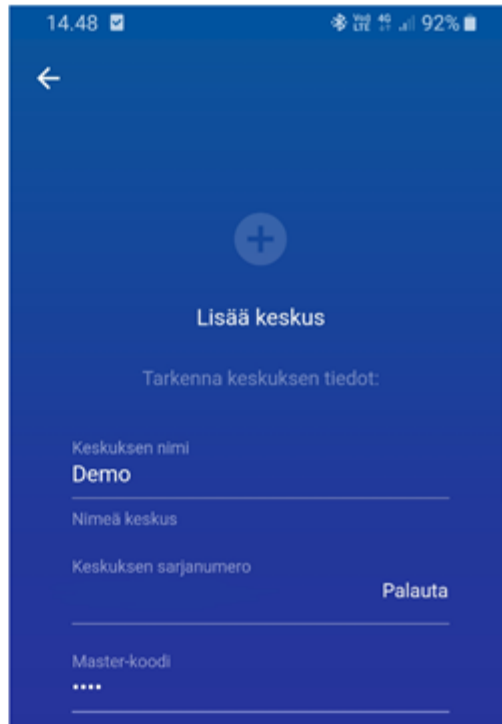 14.48 92%
Lisää keskus
Tarkenna keskuksen tiedot:
Keskuksen nimi
Demo
Nimeä keskus
Keskuksen sarjanumero
Palauta
Master-koodi
••••